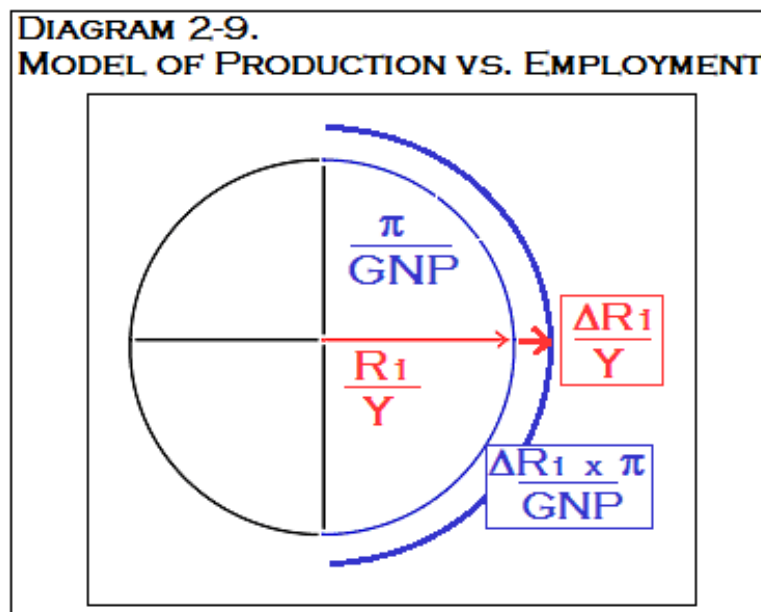 DIAGRAM 2-9.
MODEL OF PRODUCTION VS. EMPLOYMENT
π
GNP
R1
Y
ΔR1
Y
ΔR1 x π
GNP